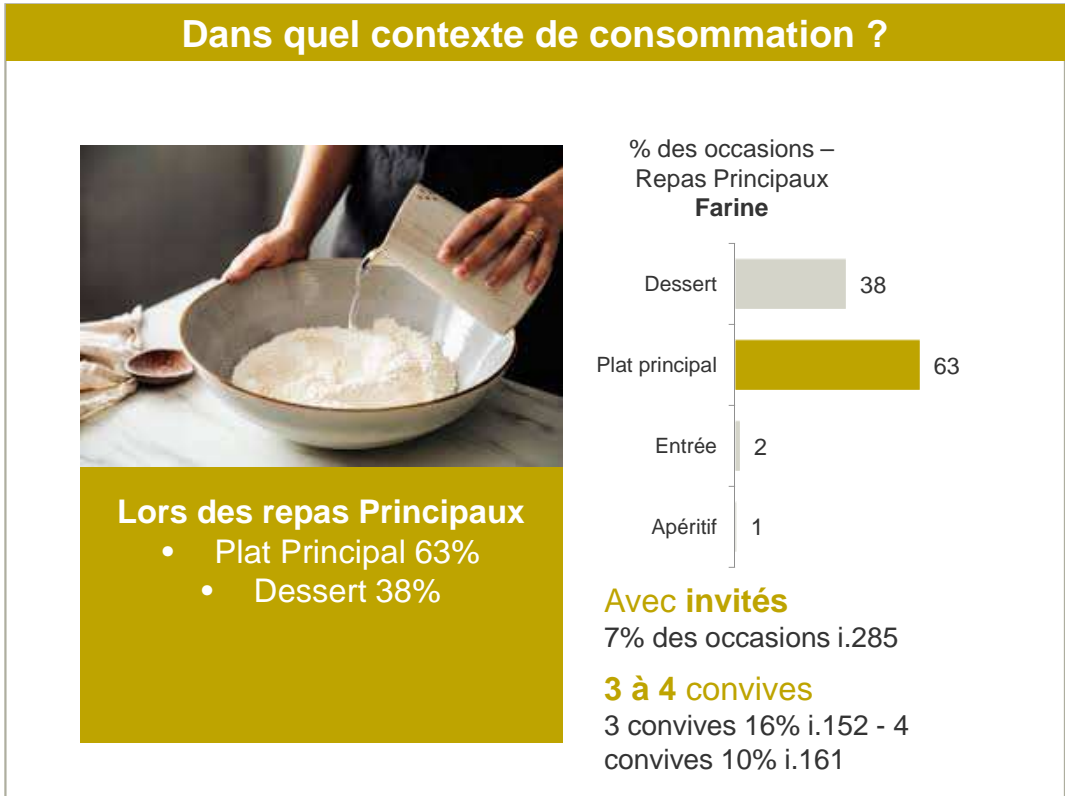 Dans quel contexte de consommation ?
Lors des repas Principaux
• Plat Principal 63%
• Dessert 38%
% des occasions –
Repas Principaux
Farine
Dessert 38
Plat principal 63
Entrée 2
Apéritif 1
Avec invités
7% des occasions i.285
3 à 4 convives
3 convives 16% i.152 - 4
convives 10% i.161